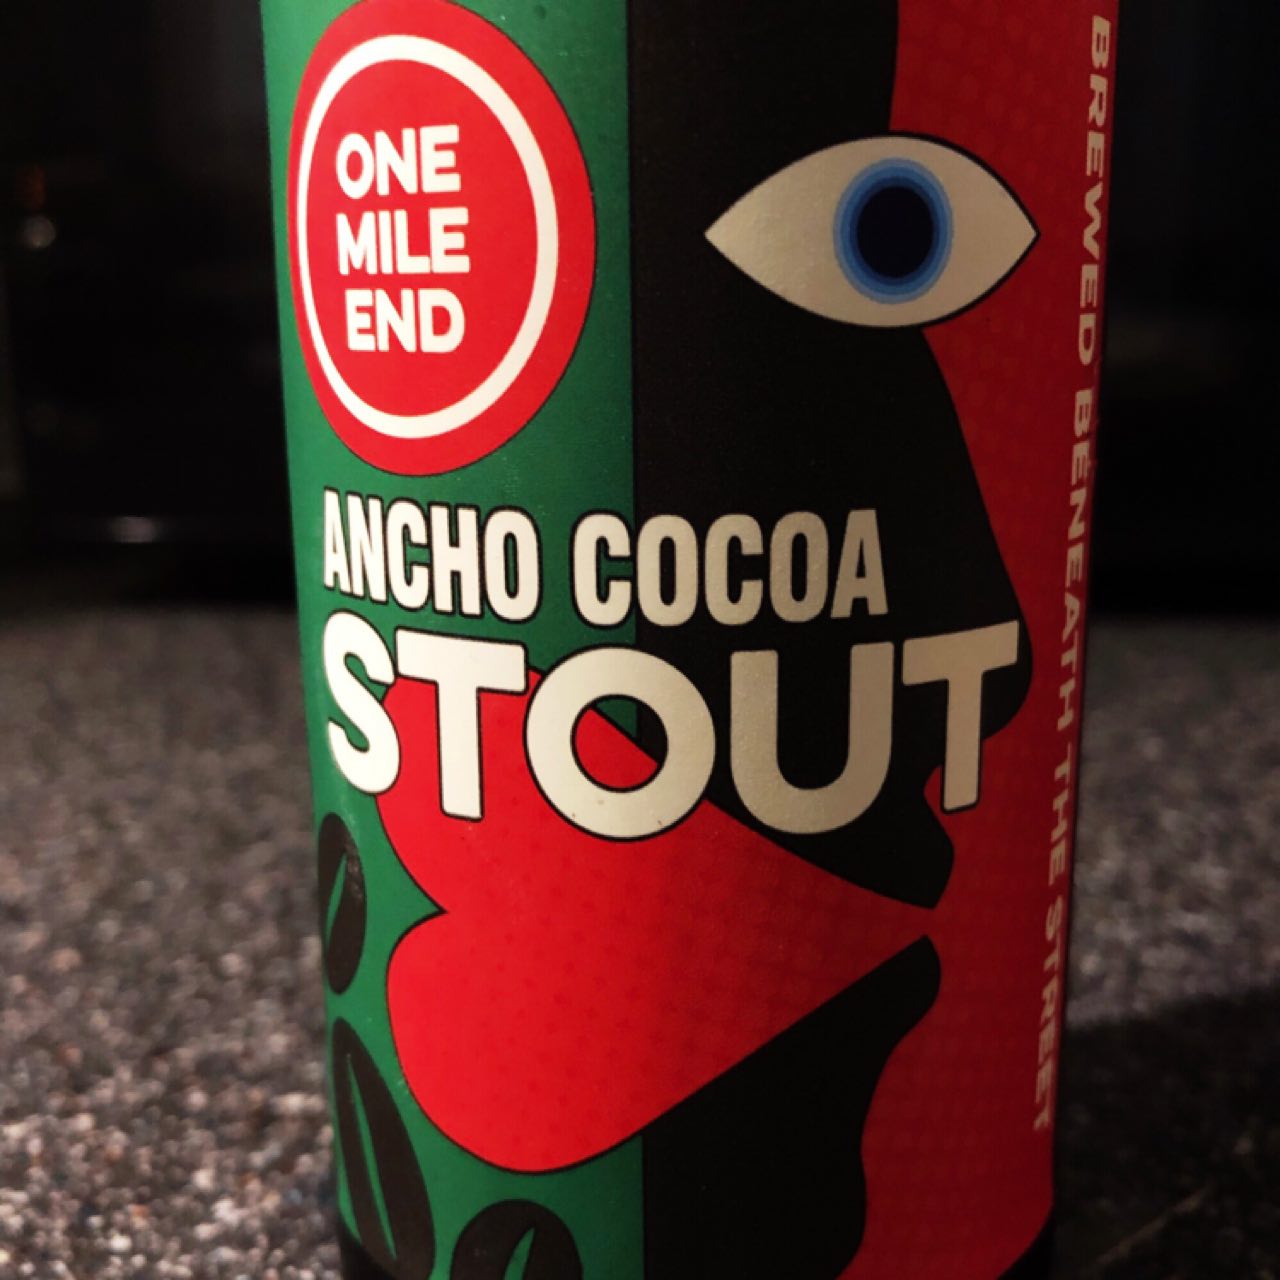 ONE
MILE
END
ANCHO COCOA
STOUT
BREWED BENEATH THE STREET